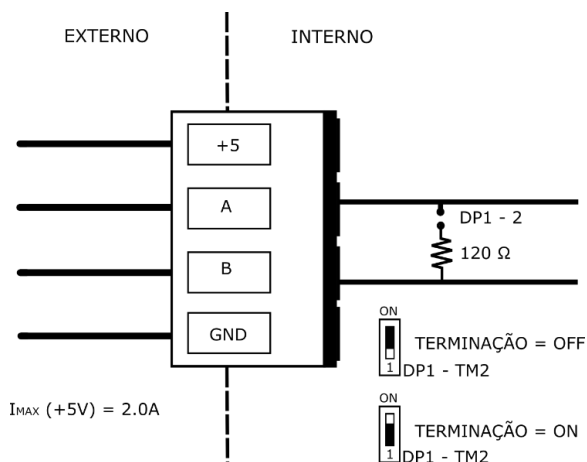 EXTERNO
INTERNO
+5
A
B
GND
DP1 - 2
120 Ω
ON
TERMINAÇÃO = OFF
1
DP1 - TM2
IMAX (+5V) = 2.0A
ON
TERMINAÇÃO = ON
1
DP1 - TM2